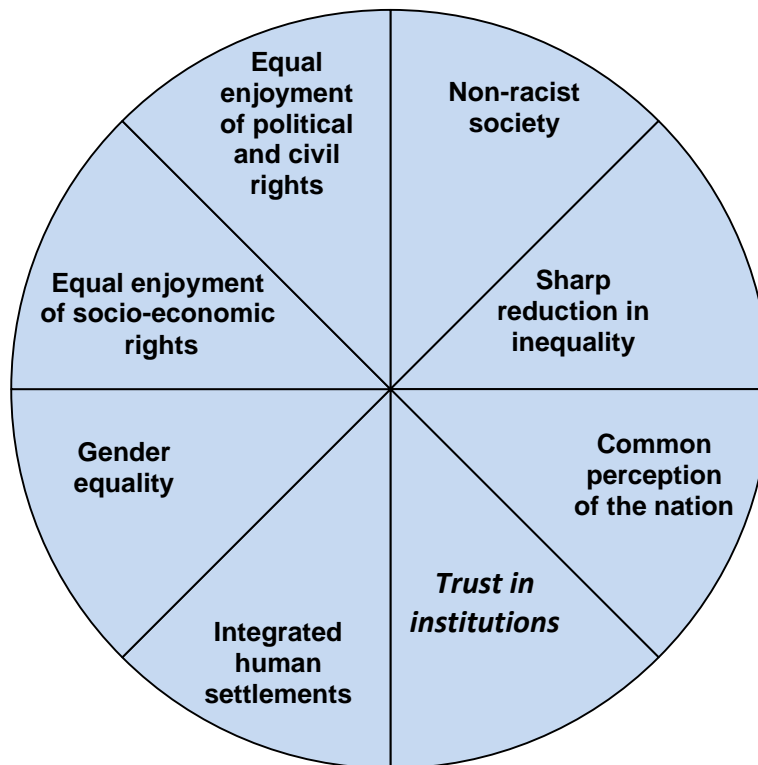 Equal
enjoyment
of political
and civil
rights
Non-racist
society
Sharp
reduction in
inequality
Common
perception
of the nation
Trust in
institutions
Integrated
human
settlements
Gender
equality
Equal enjoyment
of socio-economic
rights